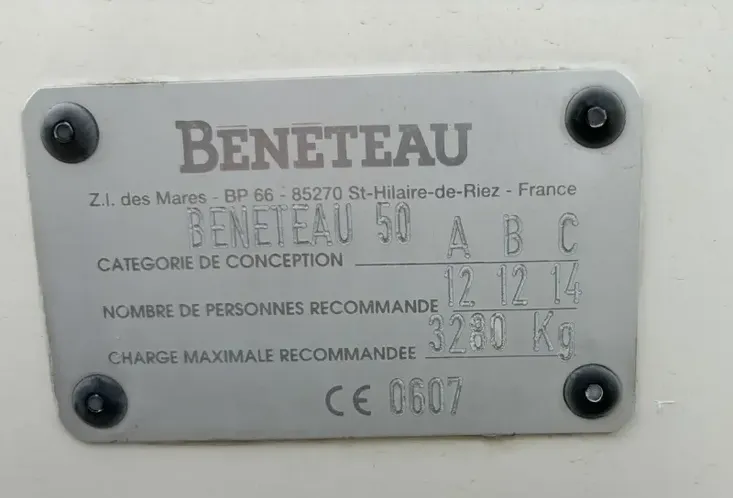 BENETEAU
Z.I. des Mares - BP 66 - 85270 St-Hilaire-de-Riez - France
BENETEAU 50
CATEGORIE DE CONCEPTION A B C
NOMBRE DE PERSONNES RECOMMANDE 12 12 14
CHARGE MAXIMALE RECOMMANDEE 3280 Kg
CE 0607